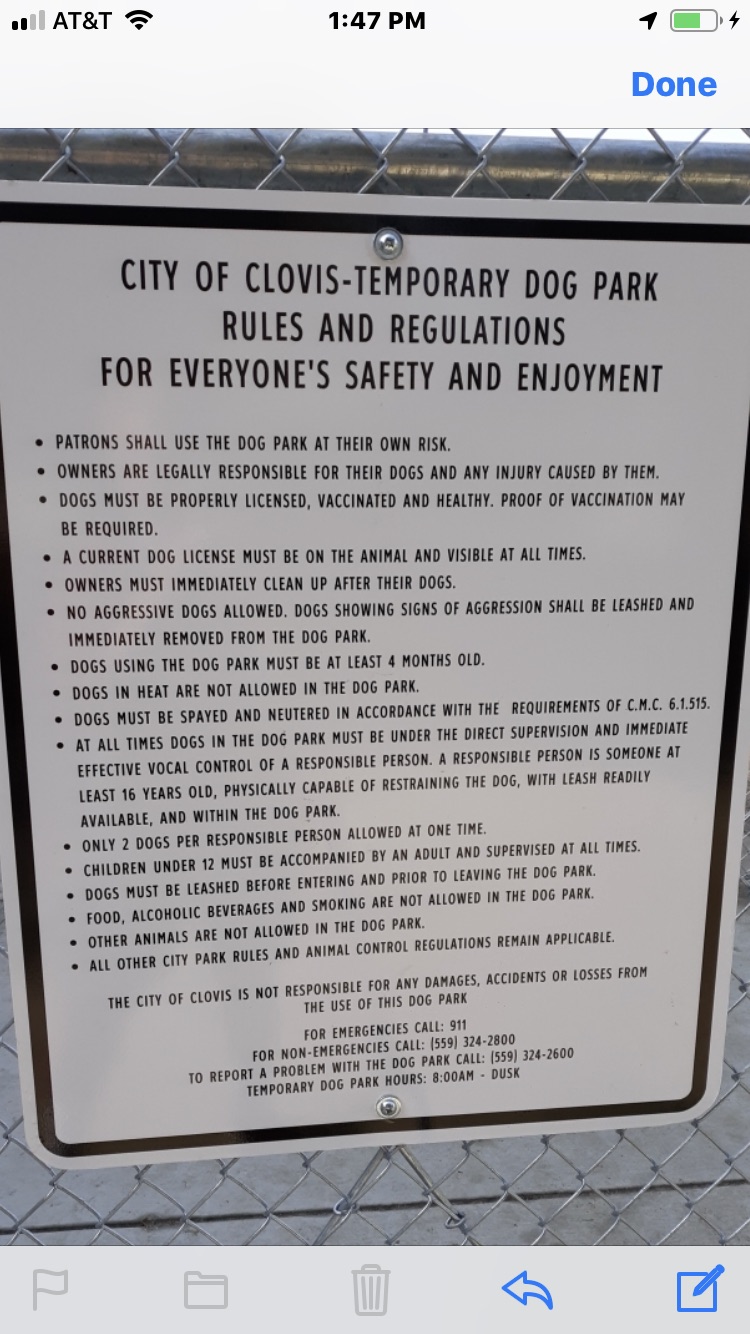 AT&T
1:47 PM
Done
CITY OF CLOVIS-TEMPORARY DOG PARK
RULES AND REGULATIONS
FOR EVERYONE'S SAFETY AND ENJOYMENT
• PATRONS SHALL USE THE DOG PARK AT THEIR OWN RISK.
• OWNERS ARE LEGALLY RESPONSIBLE FOR THEIR DOGS AND ANY INJURY CAUSED BY THEM.
• DOGS MUST BE PROPERLY LICENSED, VACCINATED AND HEALTHY. PROOF OF VACCINATION MAY
BE REQUIRED.
• A CURRENT DOG LICENSE MUST BE ON THE ANIMAL AND VISIBLE AT ALL TIMES.
• OWNERS MUST IMMEDIATELY CLEAN UP AFTER THEIR DOGS.
• NO AGGRESSIVE DOGS ALLOWED. DOGS SHOWING SIGNS OF AGGRESSION SHALL BE LEASHED AND
IMMEDIATELY REMOVED FROM THE DOG PARK.
• DOGS USING THE DOG PARK MUST BE AT LEAST 4 MONTHS OLD.
• DOGS IN HEAT ARE NOT ALLOWED IN THE DOG PARK.
• DOGS MUST BE SPAYED AND NEUTERED IN ACCORDANCE WITH THE REQUIREMENTS OF C.M.C. 6.1.515.
• AT ALL TIMES DOGS IN THE DOG PARK MUST BE UNDER THE DIRECT SUPERVISION AND IMMEDIATE
EFFECTIVE VOCAL CONTROL OF A RESPONSIBLE PERSON. A RESPONSIBLE PERSON IS SOMEONE AT
LEAST 16 YEARS OLD, PHYSICALLY CAPABLE OF RESTRAINING THE DOG, WITH LEASH READILY
AVAILABLE, AND WITHIN THE DOG PARK.
• ONLY 2 DOGS PER RESPONSIBLE PERSON ALLOWED AT ONE TIME.
• CHILDREN UNDER 12 MUST BE ACCOMPANIED BY AN ADULT AND SUPERVISED AT ALL TIMES.
• DOGS MUST BE LEASHED BEFORE ENTERING AND PRIOR TO LEAVING THE DOG PARK.
• FOOD, ALCOHOLIC BEVERAGES AND SMOKING ARE NOT ALLOWED IN THE DOG PARK.
• OTHER ANIMALS ARE NOT ALLOWED IN THE DOG PARK.
• ALL OTHER CITY PARK RULES AND ANIMAL CONTROL REGULATIONS REMAIN APPLICABLE.
THE CITY OF CLOVIS IS NOT RESPONSIBLE FOR ANY DAMAGES, ACCIDENTS OR LOSSES FROM
THE USE OF THIS DOG PARK
FOR EMERGENCIES CALL: 911
FOR NON-EMERGENCIES CALL: (559) 324-2800
TO REPORT A PROBLEM WITH THE DOG PARK CALL: (559) 324-2600
TEMPORARY DOG PARK HOURS: 8:00AM - DUSK